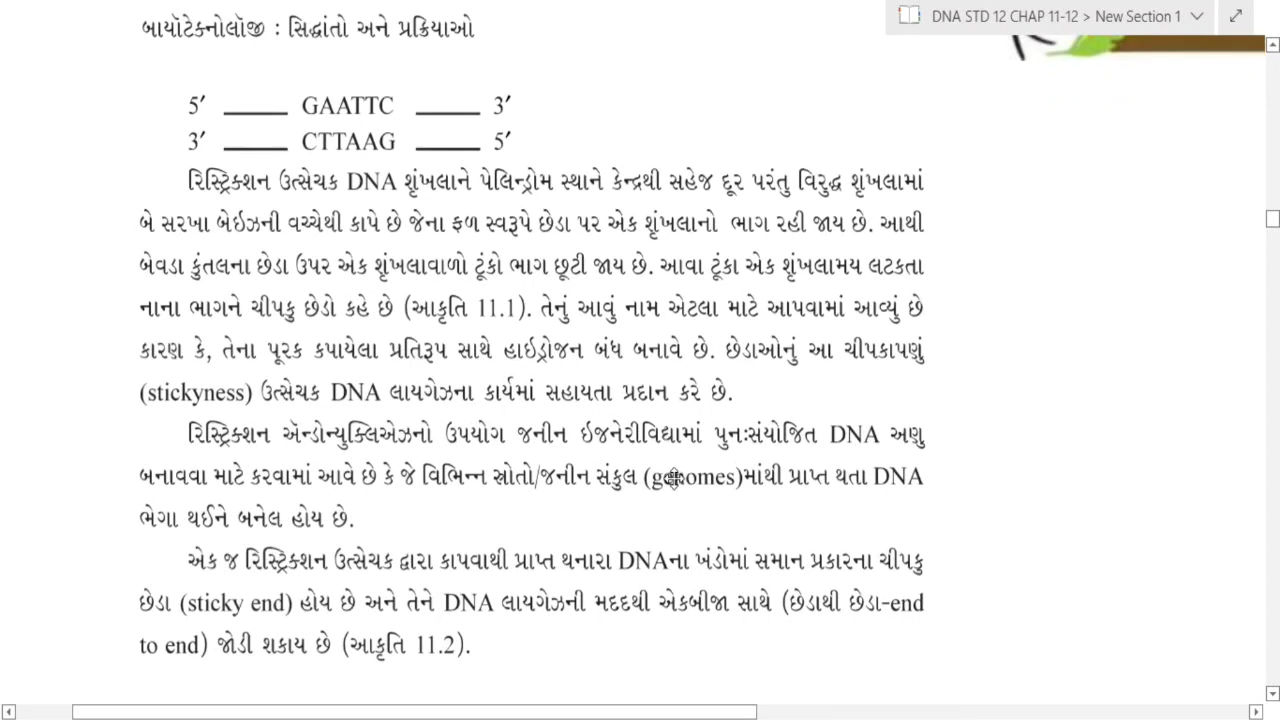 DNA STD 12 CHAP 11-12 > New Section 1
બાયૉટેક્નોલૉજી : સિદ્ધાંતો અને પ્રક્રિયાઓ
5′ _____ GAATTC _____ 3′
3′ _____ CTTAAG _____ 5′
રિસ્ટ્રિક્શન ઉત્સેચક DNA શૃંખલાને પેલિન્ડ્રોમ સ્થાને કેન્દ્રથી સહેજ દૂર પરંતુ વિરુદ્ધ શૃંખલામાં
બે સરખા બેઇઝની વચ્ચેથી કાપે છે જેના ફળ સ્વરૂપે છેડા પર એક શૃંખલાનો ભાગ રહી જાય છે. આથી
બેવડા કુંતલના છેડા ઉપર એક શૃંખલાવાળો ટૂંકો ભાગ છૂટી જાય છે. આવા ટૂંકા એક શૃંખલામય લટકતા
નાના ભાગને ચીપકુ છેડો કહે છે (આકૃતિ 11.1). તેનું આવું નામ એટલા માટે આપવામાં આવ્યું છે
કારણ કે, તેના પૂરક કપાયેલા પ્રતિરૂપ સાથે હાઇડ્રોજન બંધ બનાવે છે. છેડાઓનું આ ચીપકાપણું
(stickyness) ઉત્સેચક DNA લાયગેઝના કાર્યમાં સહાયતા પ્રદાન કરે છે.
રિસ્ટ્રિક્શન ઍન્ડોન્યુક્લિએઝનો ઉપયોગ જનીન ઇજનેરીવિદ્યામાં પુનઃસંયોજિત DNA અણુ
બનાવવા માટે કરવામાં આવે છે કે જે વિભિન્ન સ્રોતો/જનીન સંકુલ (genomes)માંથી પ્રાપ્ત થતા DNA
ભેગા થઈને બનેલ હોય છે.
એક જ રિસ્ટ્રિક્શન ઉત્સેચક દ્વારા કાપવાથી પ્રાપ્ત થનારા DNAના ખંડોમાં સમાન પ્રકારના ચીપકુ
છેડા (sticky end) હોય છે અને તેને DNA લાયગેઝની મદદથી એકબીજા સાથે (છેડાથી છેડા-end
to end) જોડી શકાય છે (આકૃતિ 11.2).